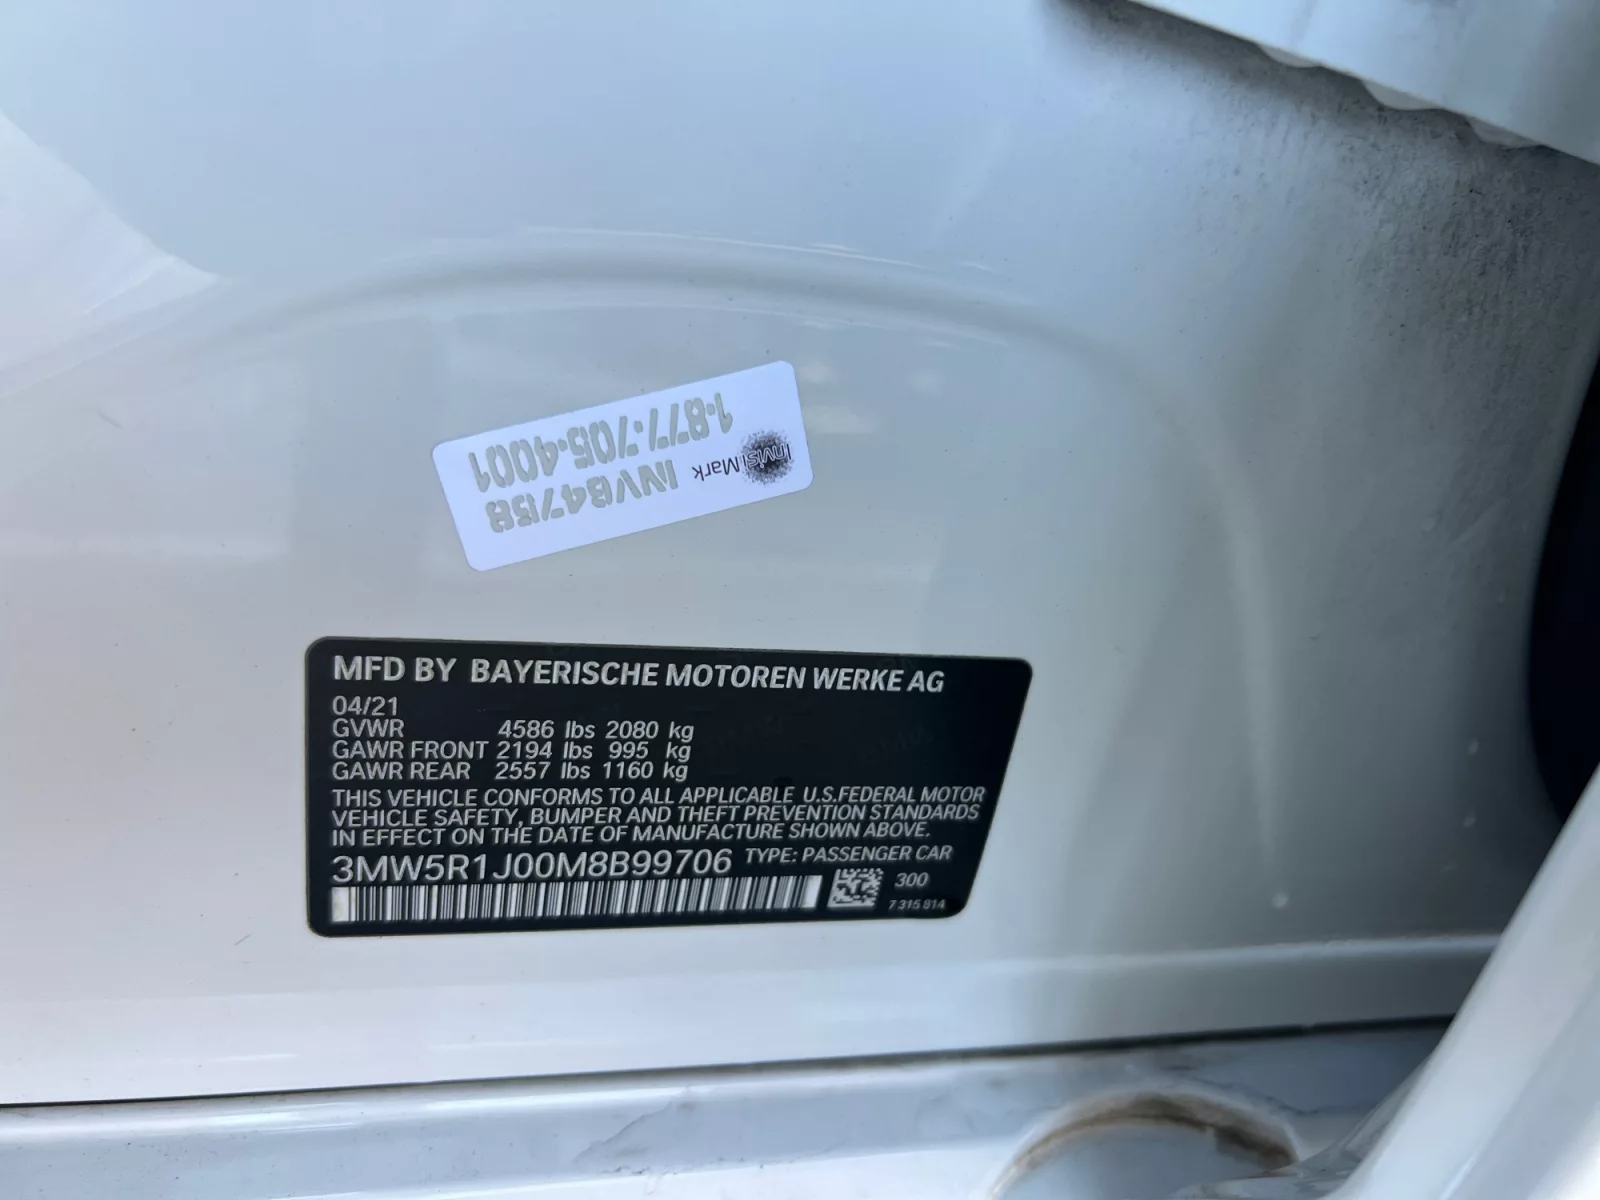 1-877-705-4001
INV84758
InvisiMark
MFD BY BAYERISCHE MOTOREN WERKE AG
04/21
GVWR 4586 lbs 2080 kg
GAWR FRONT 2194 lbs 995 kg
GAWR REAR 2557 lbs 1160 kg
THIS VEHICLE CONFORMS TO ALL APPLICABLE U.S.FEDERAL MOTOR
VEHICLE SAFETY, BUMPER AND THEFT PREVENTION STANDARDS
IN EFFECT ON THE DATE OF MANUFACTURE SHOWN ABOVE.
3MW5R1J00M8B99706 TYPE: PASSENGER CAR
300
7 315 814